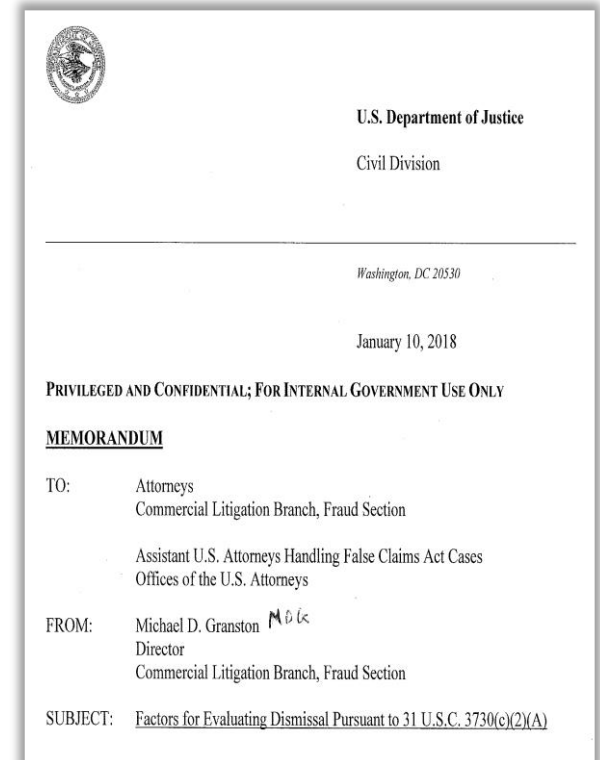 U.S. Department of Justice
Civil Division
Washington, DC 20530
January 10, 2018
PRIVILEGED AND CONFIDENTIAL; FOR INTERNAL GOVERNMENT USE ONLY
MEMORANDUM
TO: Attorneys
Commercial Litigation Branch, Fraud Section
Assistant U.S. Attorneys Handling False Claims Act Cases
Offices of the U.S. Attorneys
FROM: Michael D. Granston MDG
Director
Commercial Litigation Branch, Fraud Section
SUBJECT: Factors for Evaluating Dismissal Pursuant to 31 U.S.C. 3730(c)(2)(A)